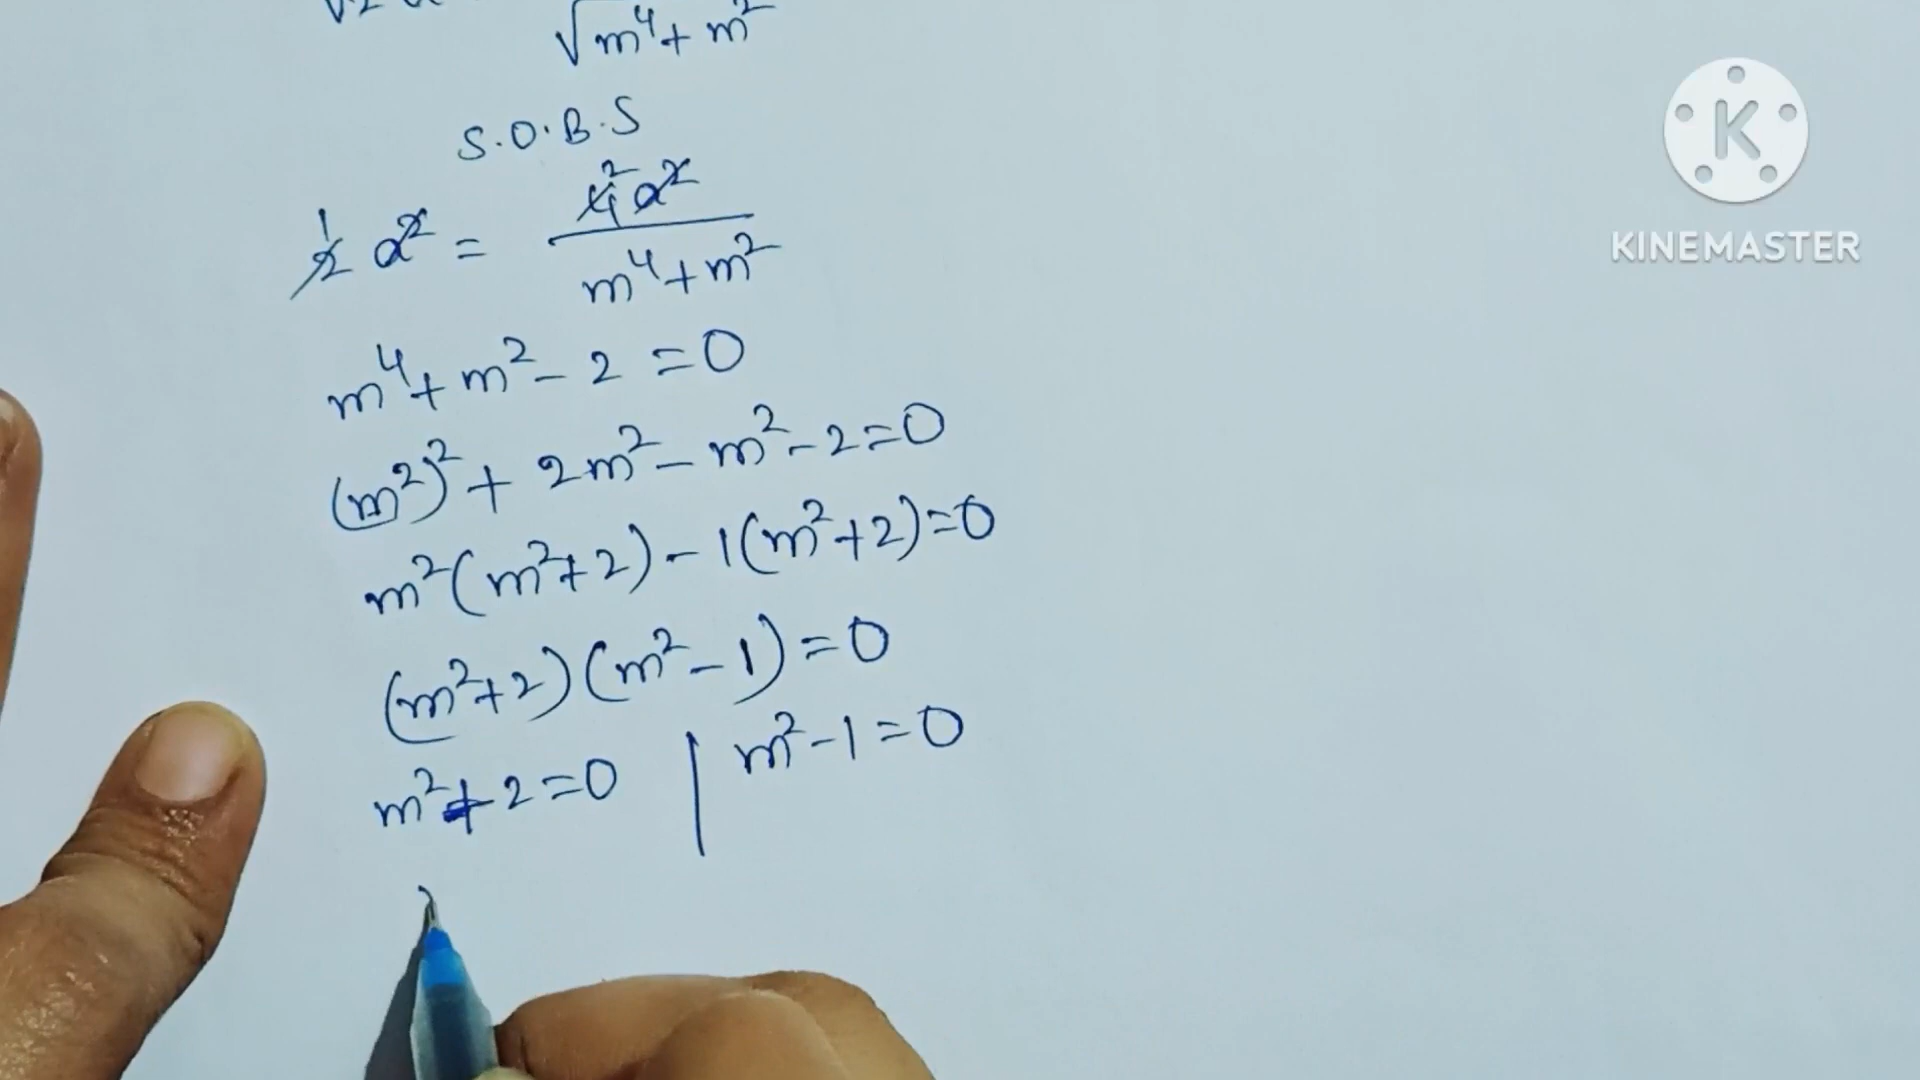 √m⁴+m²
S.O.B.S
2a² = 4a²/m⁴+m²
1 2
m⁴+m²-2=0
(m²)²+2m²-m²-2=0
m²(m²+2)-1(m²+2)=0
(m²+2)(m²-1)=0
m²+2=0 | m²-1=0
K
KINEMASTER